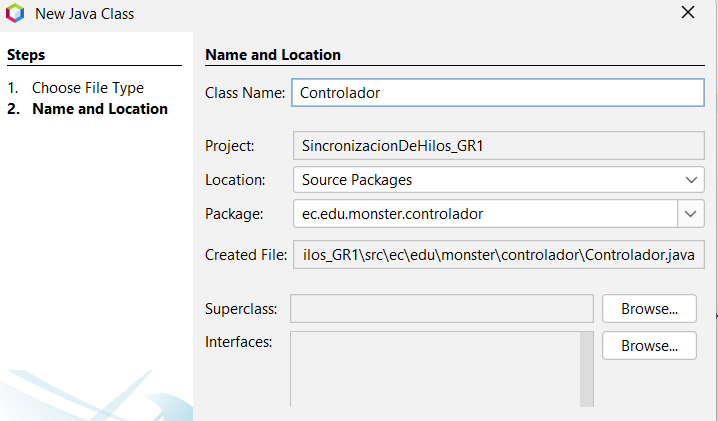 New Java Class
Steps
1. Choose File Type
2. Name and Location
Name and Location
Class Name: Controlador
Project: SincronizacionDeHilos_GR1
Location: Source Packages
Package: ec.edu.monster.controlador
Created File: ilos_GR1\src\ec\edu\monster\controlador\Controlador.java
Superclass: Browse...
Interfaces: Browse...